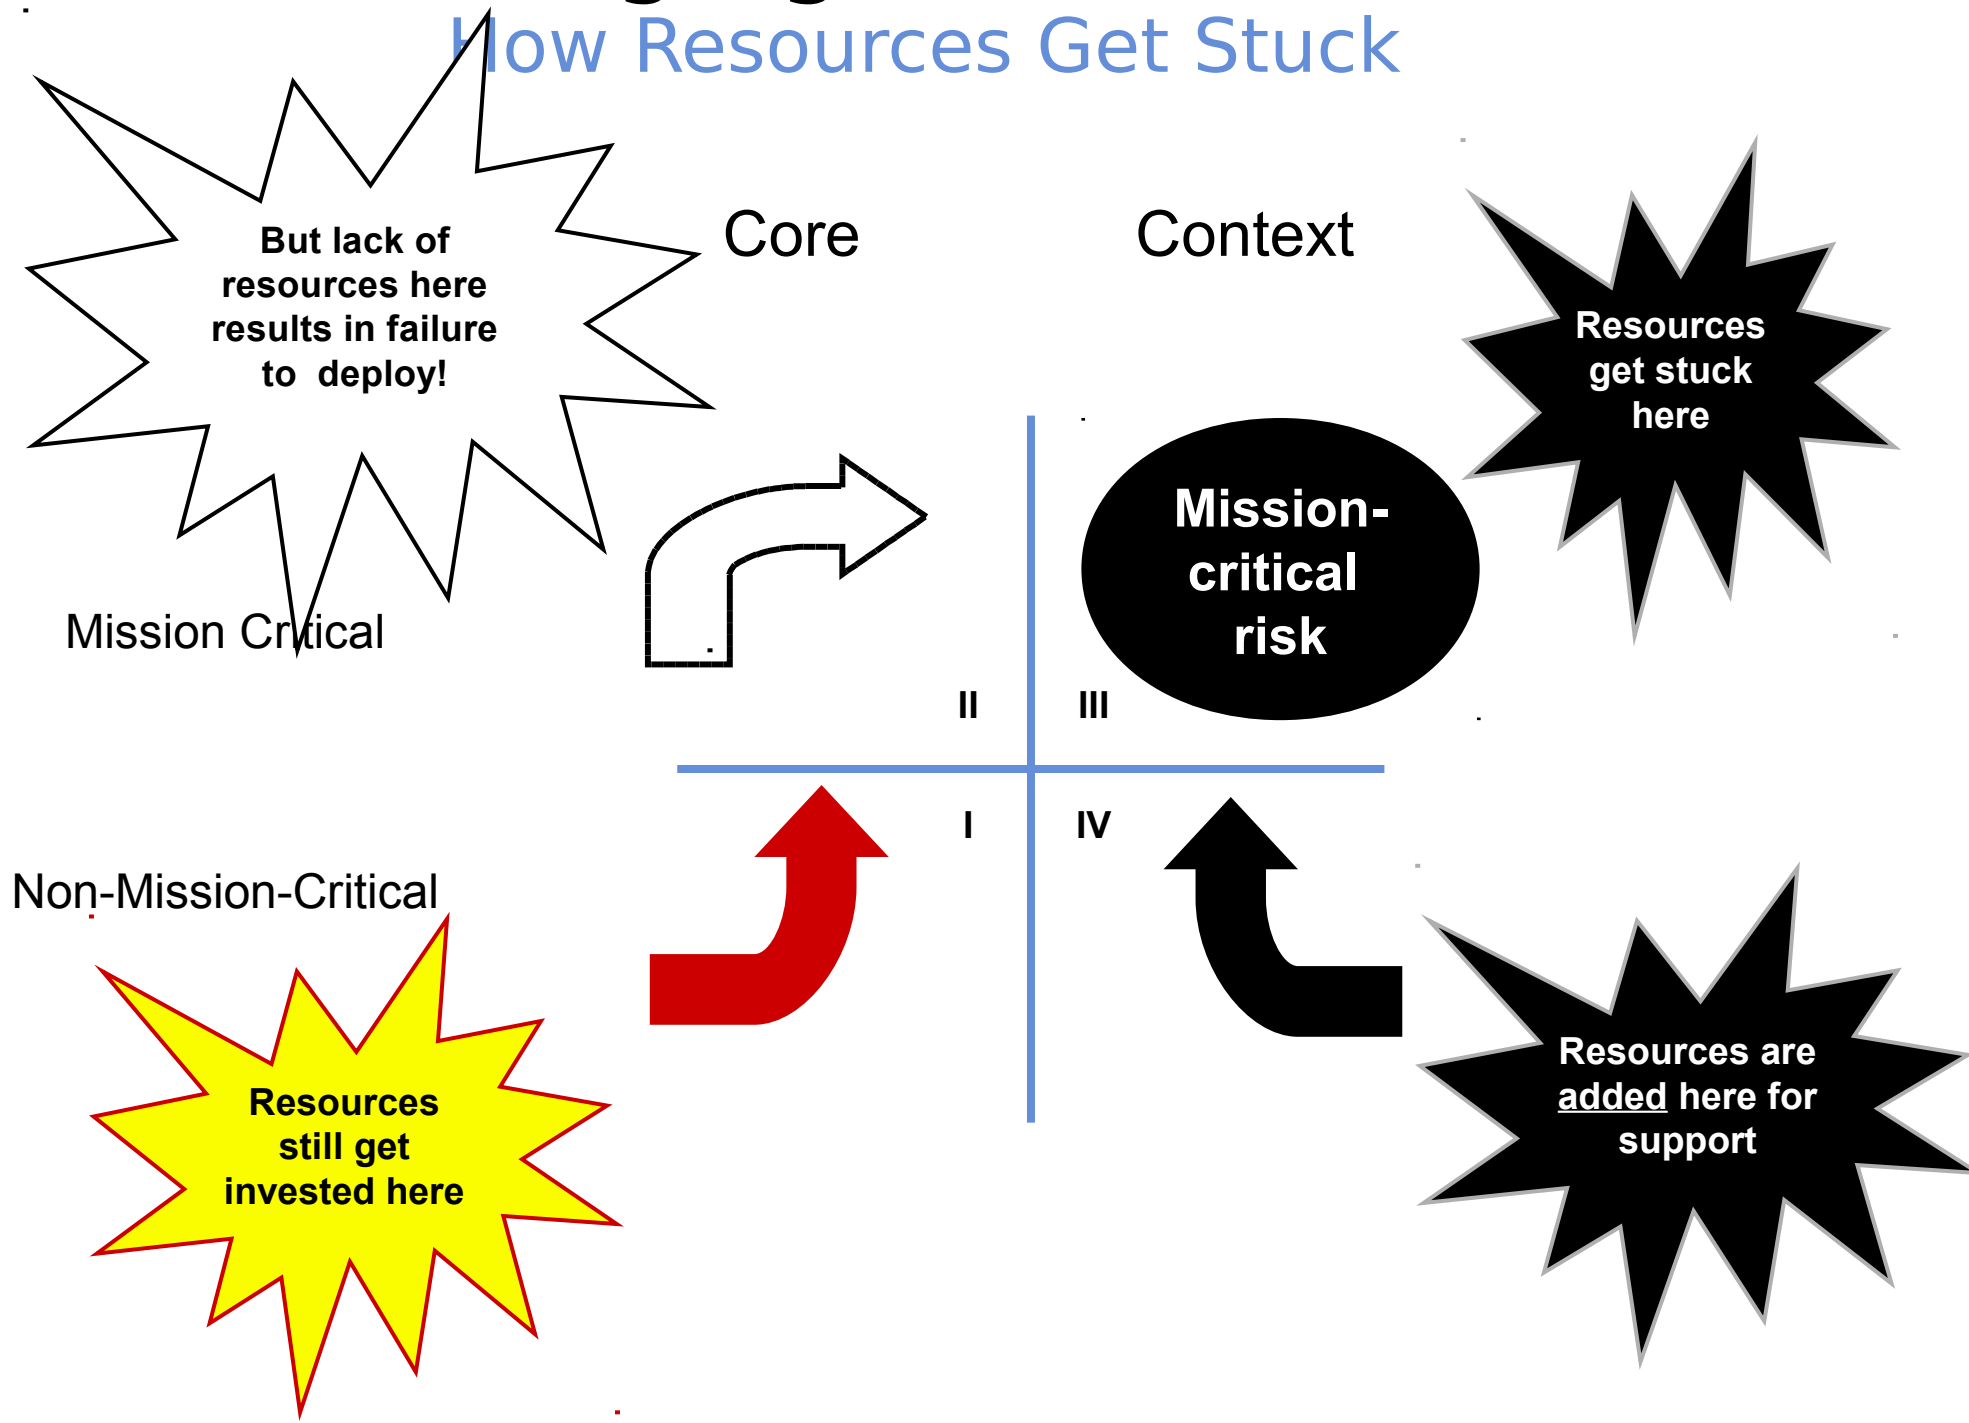 How Resources Get Stuck
But lack of
resources here
results in failure
to deploy!
Core
Context
Resources
get stuck
here
Mission-
critical
risk
Mission Critical
II
III
I
IV
Non-Mission-Critical
Resources
still get
invested here
Resources are
added here for
support